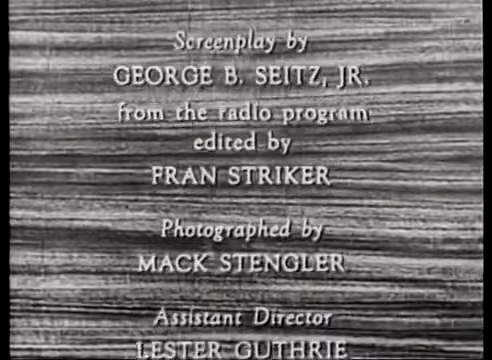 Screenplay by
GEORGE B. SEITZ, JR.
from the radio program
edited by
FRAN STRIKER
Photographed by
MACK STENGLER
Assistant Director
LESTER GUTHRIE